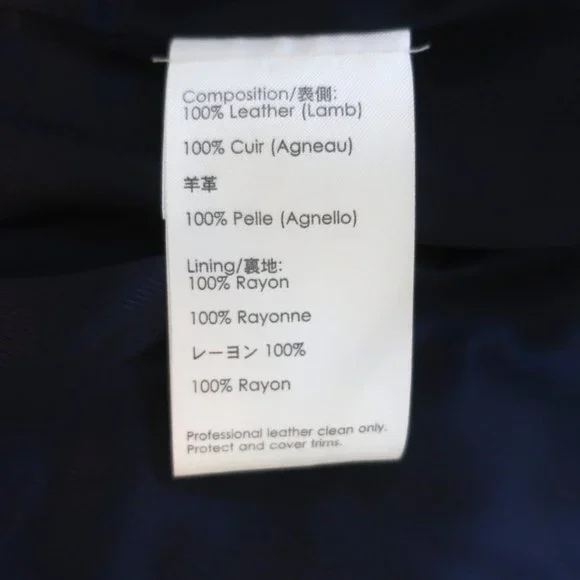 Composition/表側:
100% Leather (Lamb)
100% Cuir (Agneau)
羊革
100% Pelle (Agnello)
Lining/裏地:
100% Rayon
100% Rayonne
レーヨン 100%
100% Rayon
Professional leather clean only.
Protect and cover trims.